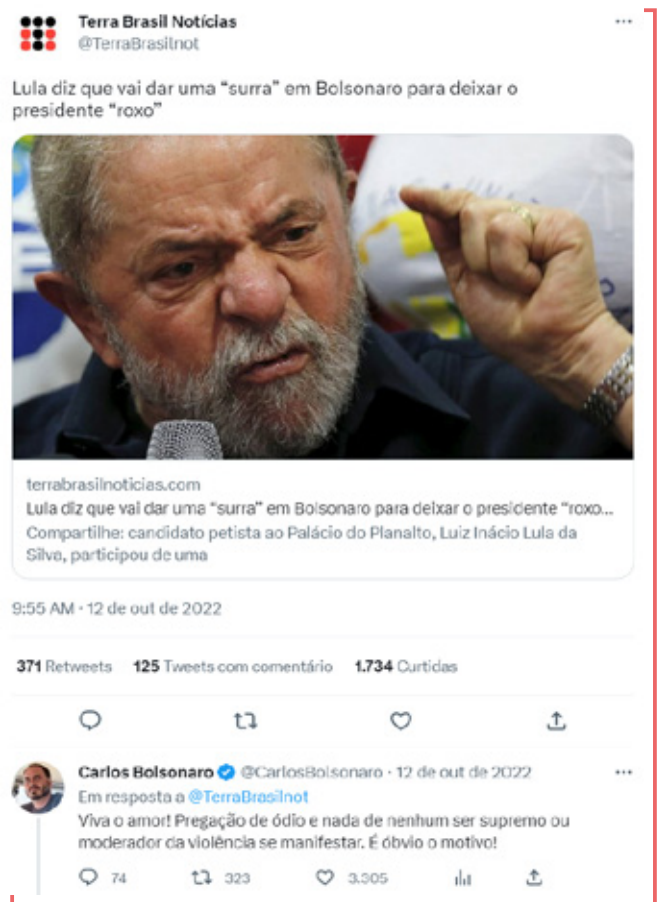 Terra Brasil Notícias
@TerraBrasilnot
Lula diz que vai dar uma “surra” em Bolsonaro para deixar o
presidente “roxo”
terrabrasilnoticias.com
Lula diz que vai dar uma “surra” em Bolsonaro para deixar o presidente “roxo...
Compartilhe: candidato petista ao Palácio do Planalto, Luiz Inácio Lula da
Silva, participou de uma
9:55 AM · 12 de out de 2022
371 Retweets 125 Tweets com comentário 1.734 Curtidas
Carlos Bolsonaro @CarlosBolsonaro · 12 de out de 2022
Em resposta a @TerraBrasilnot
Viva o amor! Pregação de ódio e nada de nenhum ser supremo ou
moderador da violência se manifestar. É óbvio o motivo!
74 323 3.305